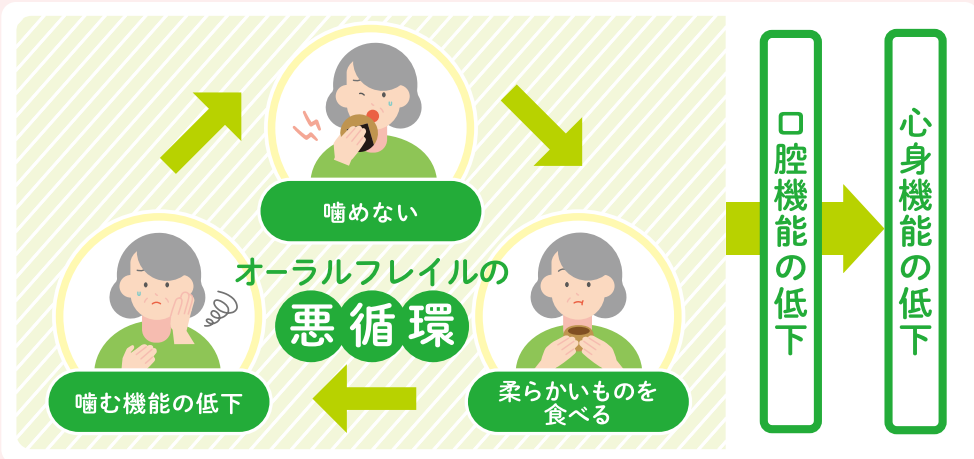 噛めない
オーラルフレイルの
悪循環
柔らかいものを
食べる
噛む機能の低下
口腔機能の低下
心身機能の低下